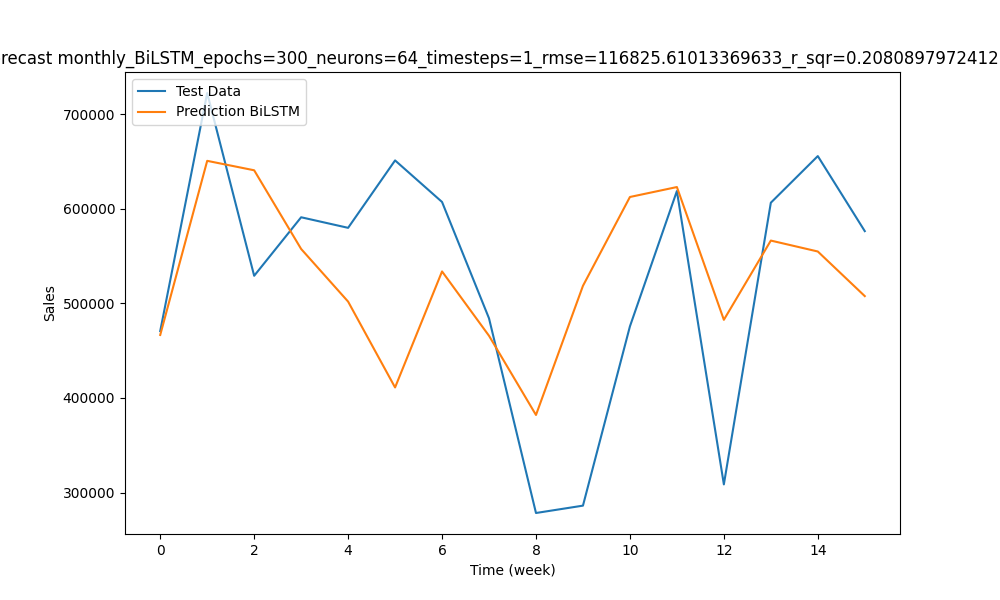 recast monthly_BiLSTM_epochs=300_neurons=64_timesteps=1_rmse=116825.61013369633_r_sqr=0.2080897972412
Test Data
Prediction BiLSTM
700000
600000
500000
400000
300000
Sales
0 2 4 6 8 10 12 14
Time (week)